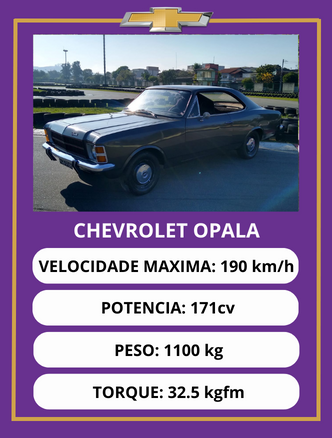 CHEVROLET OPALA
VELOCIDADE MAXIMA: 190 km/h
POTENCIA: 171cv
PESO: 1100 kg
TORQUE: 32.5 kgfm